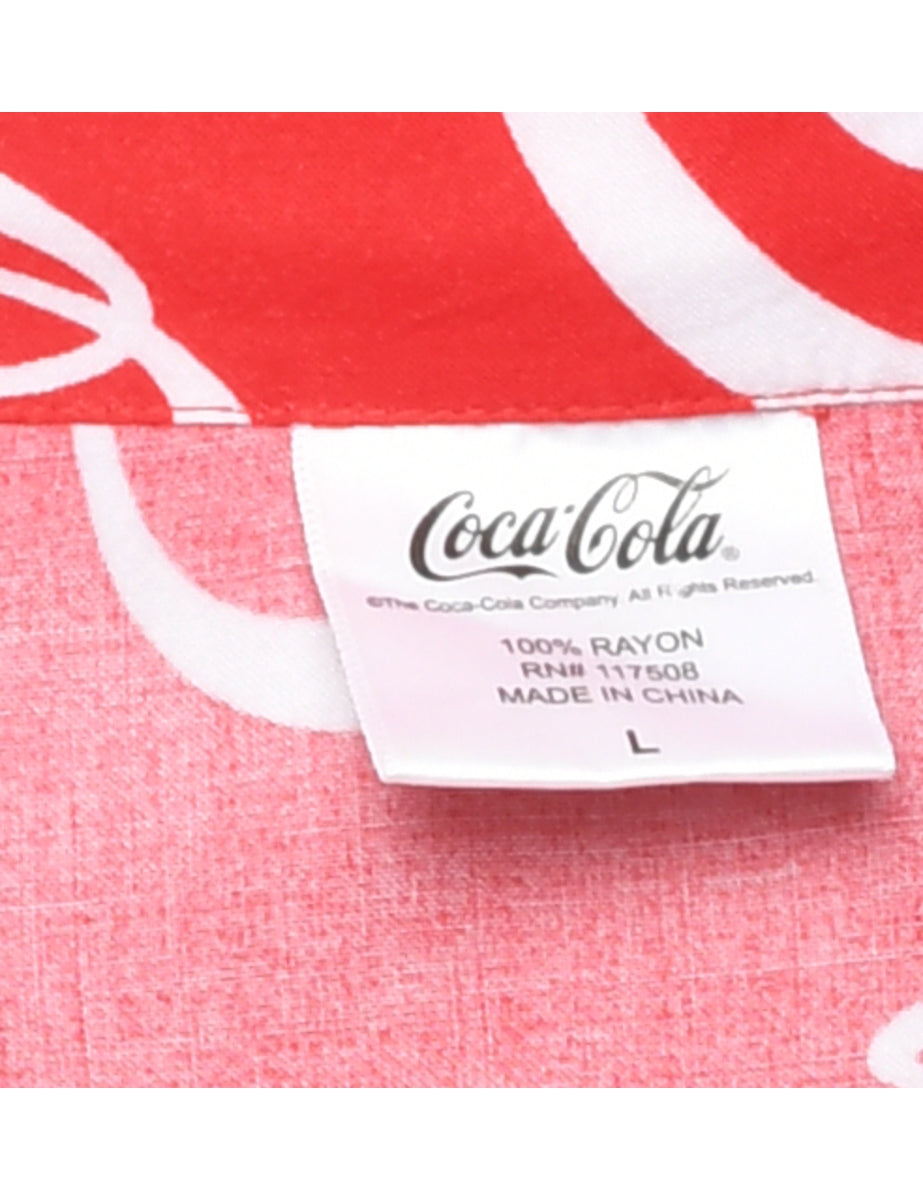 Coca-Cola®
©The Coca-Cola Company. All Rights Reserved.
100% RAYON
RN# 117508
MADE IN CHINA
L